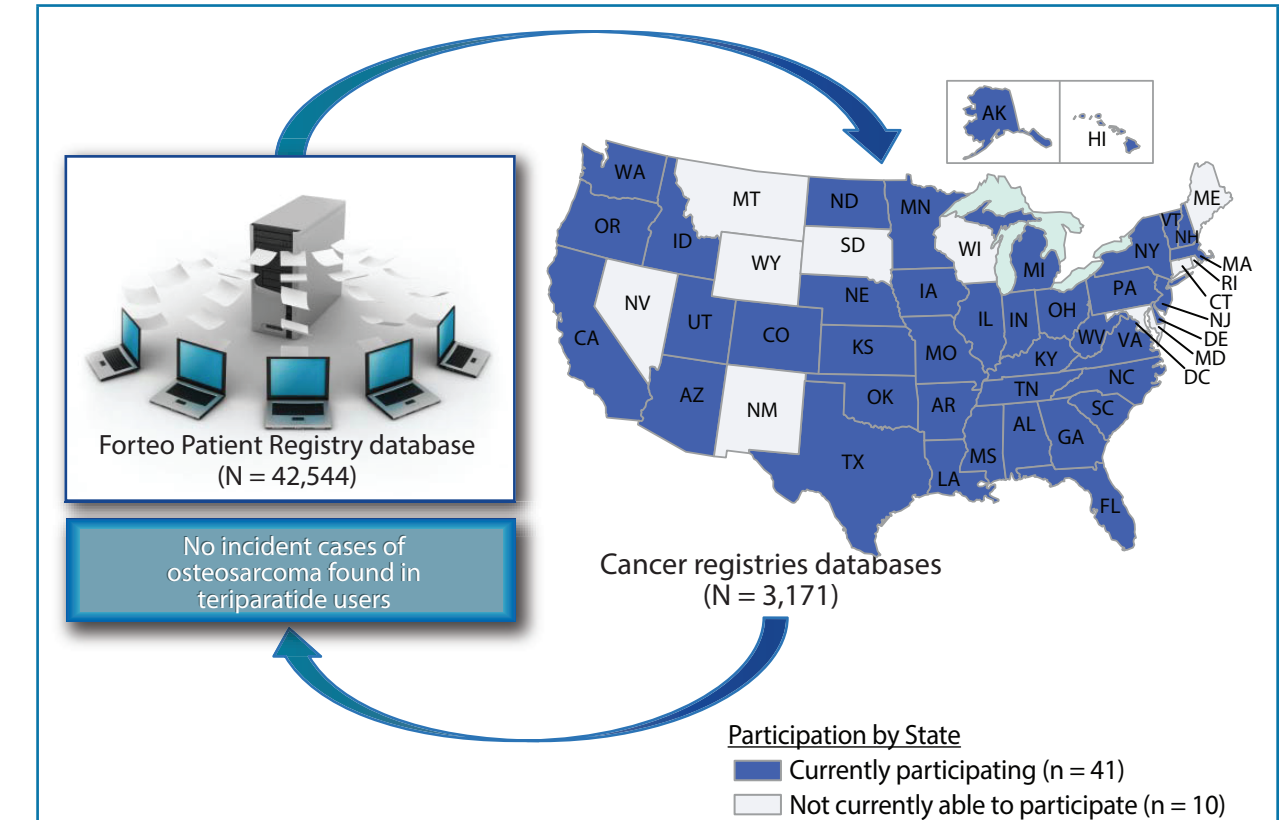 Forteo Patient Registry database
(N = 42,544)
No incident cases of
osteosarcoma found in
teriparatide users
AK
HI
WA
OR
CA
ID
NV
MT
WY
UT
AZ
CO
NM
ND
SD
NE
KS
OK
TX
MN
IA
MO
AR
LA
WI
IL
MI
IN
OH
KY
TN
MS
AL
GA
FL
SC
NC
VA
WV
PA
NY
VT
NH
ME
MA
RI
CT
NJ
DE
MD
DC
Cancer registries databases
(N = 3,171)
Participation by State
Currently participating (n = 41)
Not currently able to participate (n = 10)